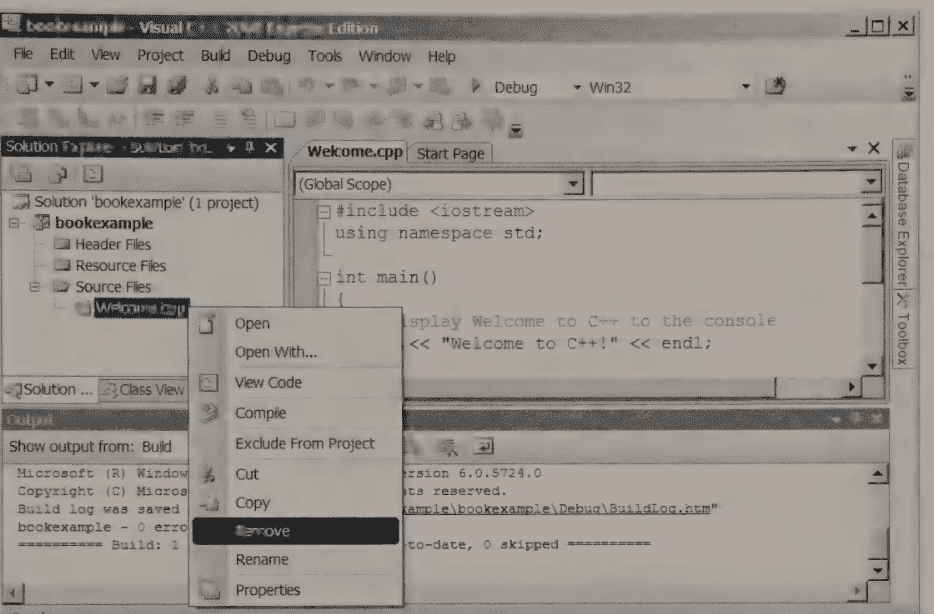 bookexample - Visual C++ Express Edition
File Edit View Project Build Debug Tools Window Help
Debug Win32
Solution Explorer - Solution
Welcome.cpp Start Page
(Global Scope)
Solution 'bookexample' (1 project)
bookexample
Header Files
Resource Files
Source Files
Welcome.cpp
#include <iostream>
using namespace std;
int main()
{
isplay Welcome to C++ to the console
<< "Welcome to C++!" << endl;
Database Explorer
Toolbox
Open
Open With...
View Code
Compile
Exclude From Project
Cut
Copy
Remove
Rename
Properties
Solution ... Class View
Output
Show output from: Build
Microsoft (R) Window ersion 6.0.5724.0
Copyright (C) Micros ts reserved.
Build log was saved ample\bookexample\Debug\BuildLog.htm"
bookexample - 0 erro
========== Build: 1 -to-date, 0 skipped ==========